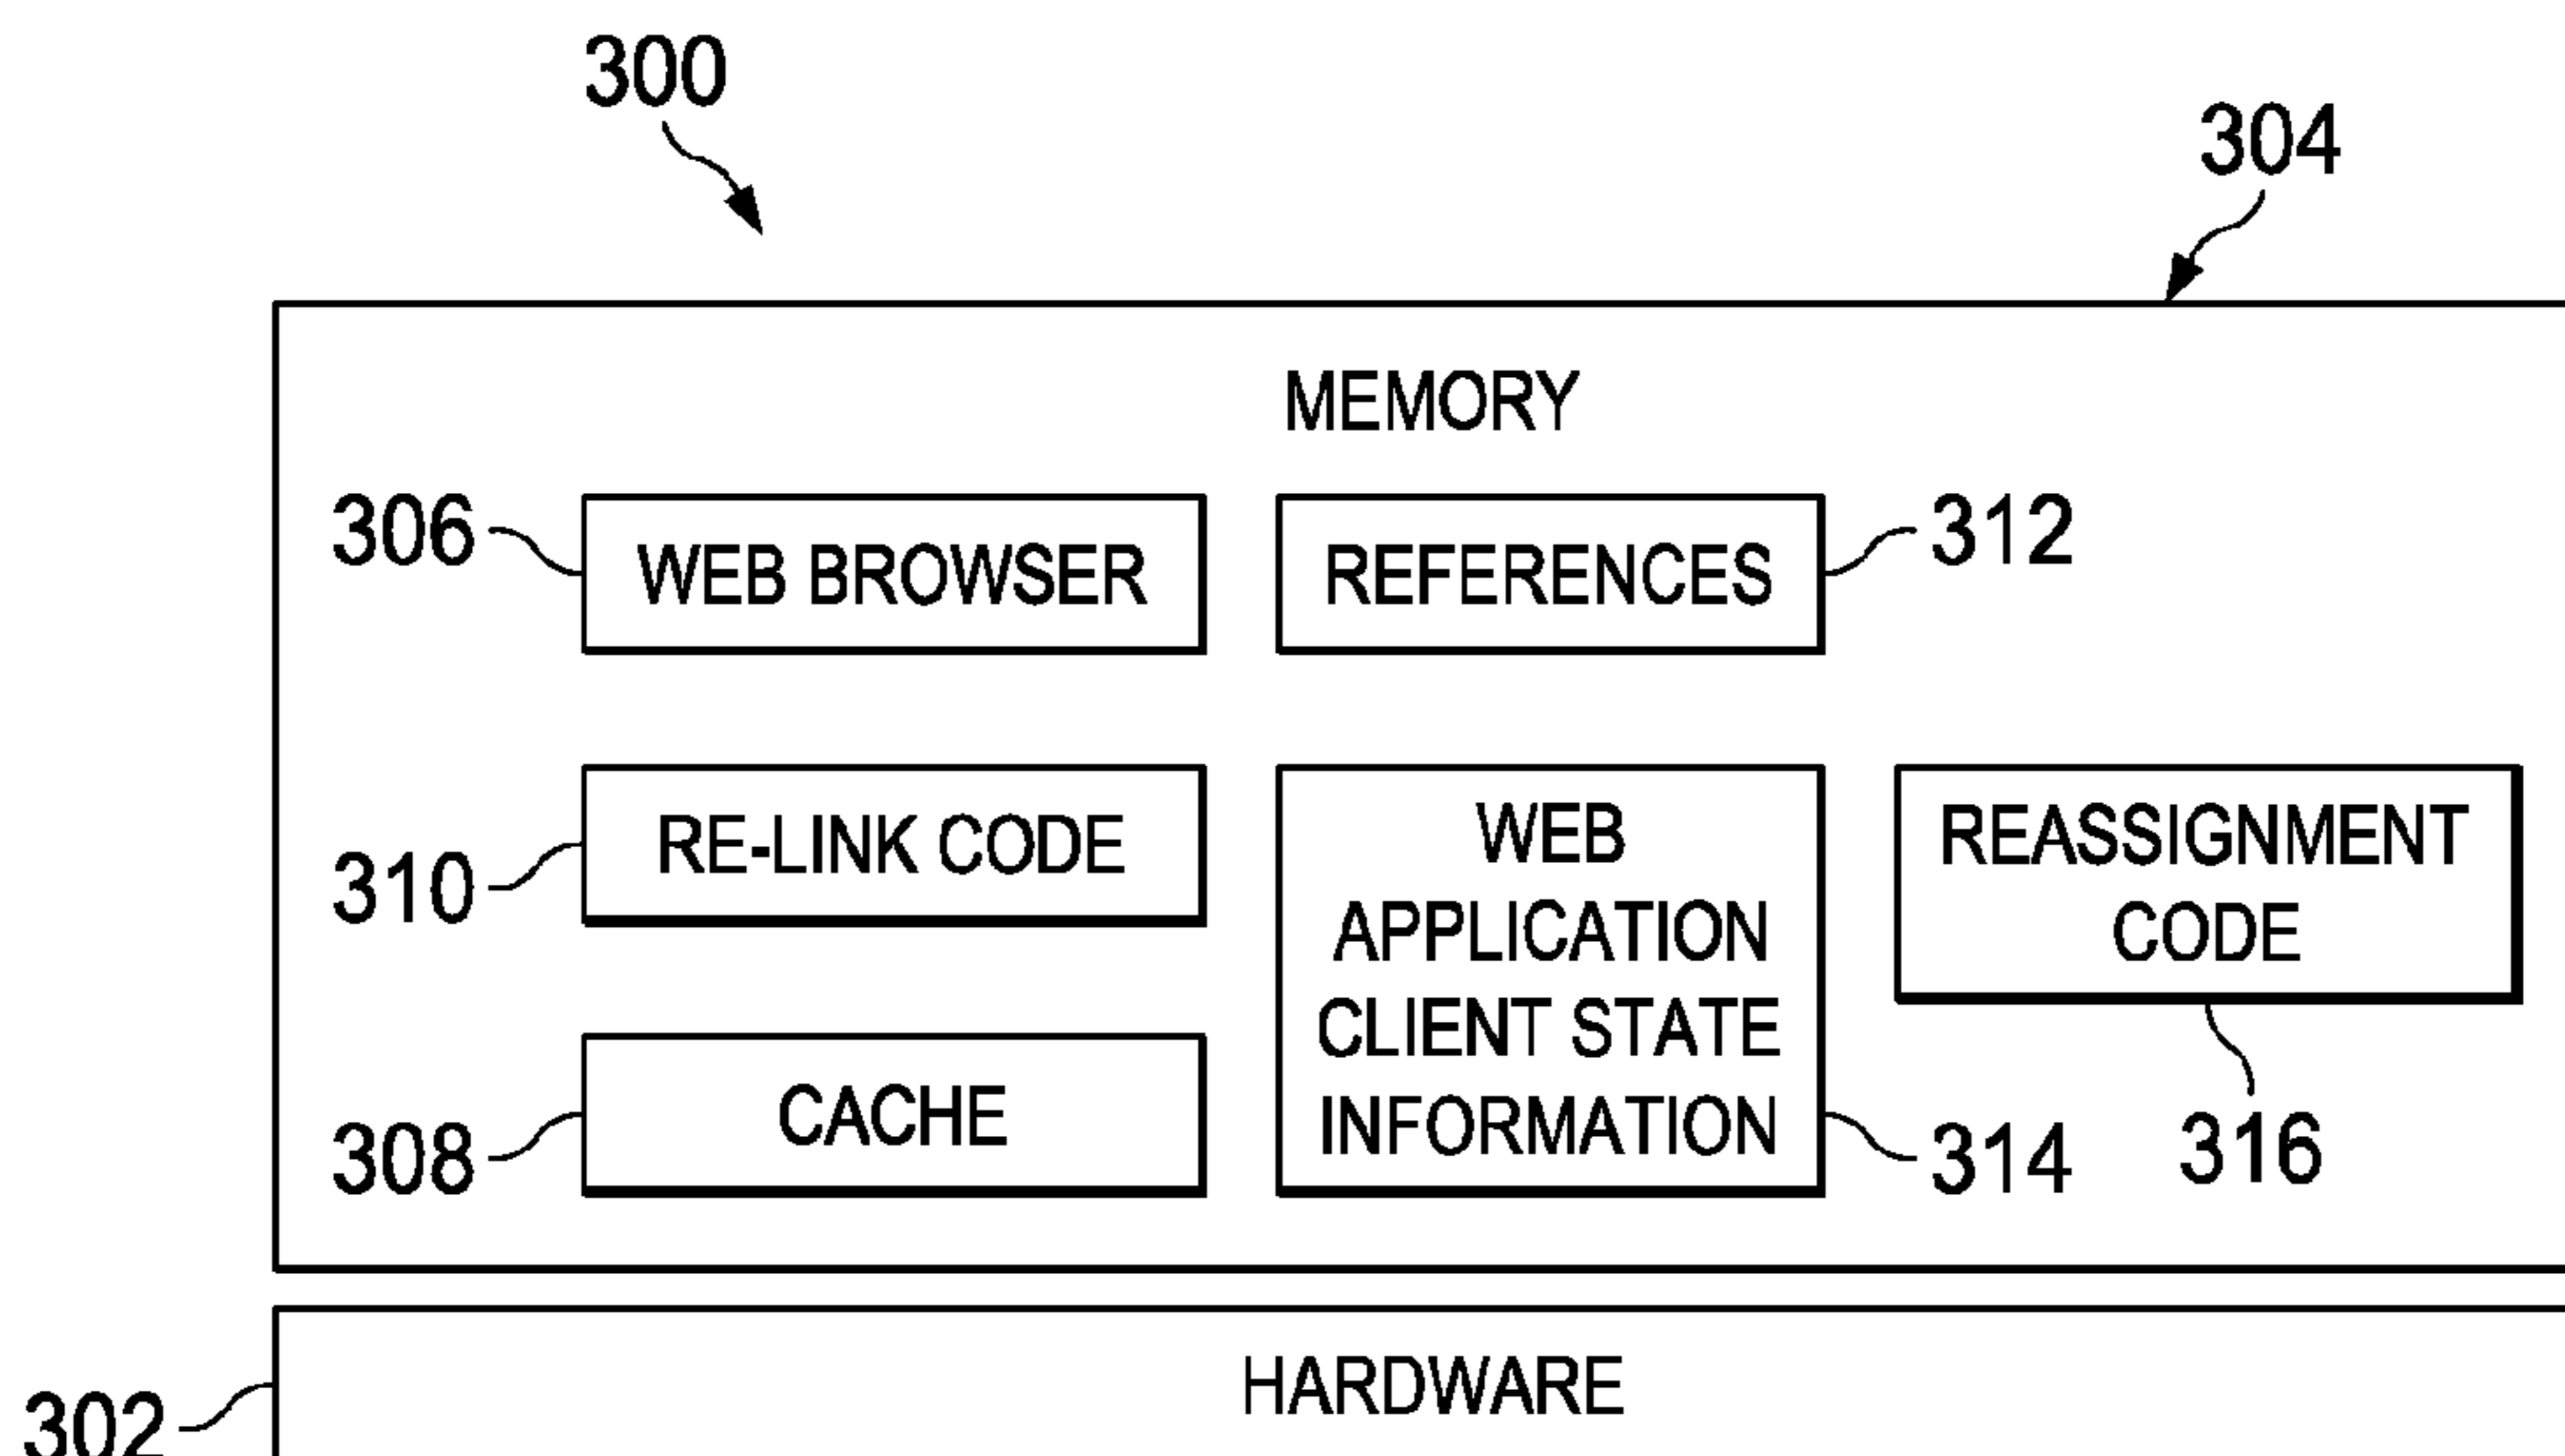 300
304
MEMORY
306
WEB BROWSER
REFERENCES
312
310
RE-LINK CODE
WEB
APPLICATION
CLIENT STATE
INFORMATION
REASSIGNMENT
CODE
308
CACHE
314
316
302
HARDWARE